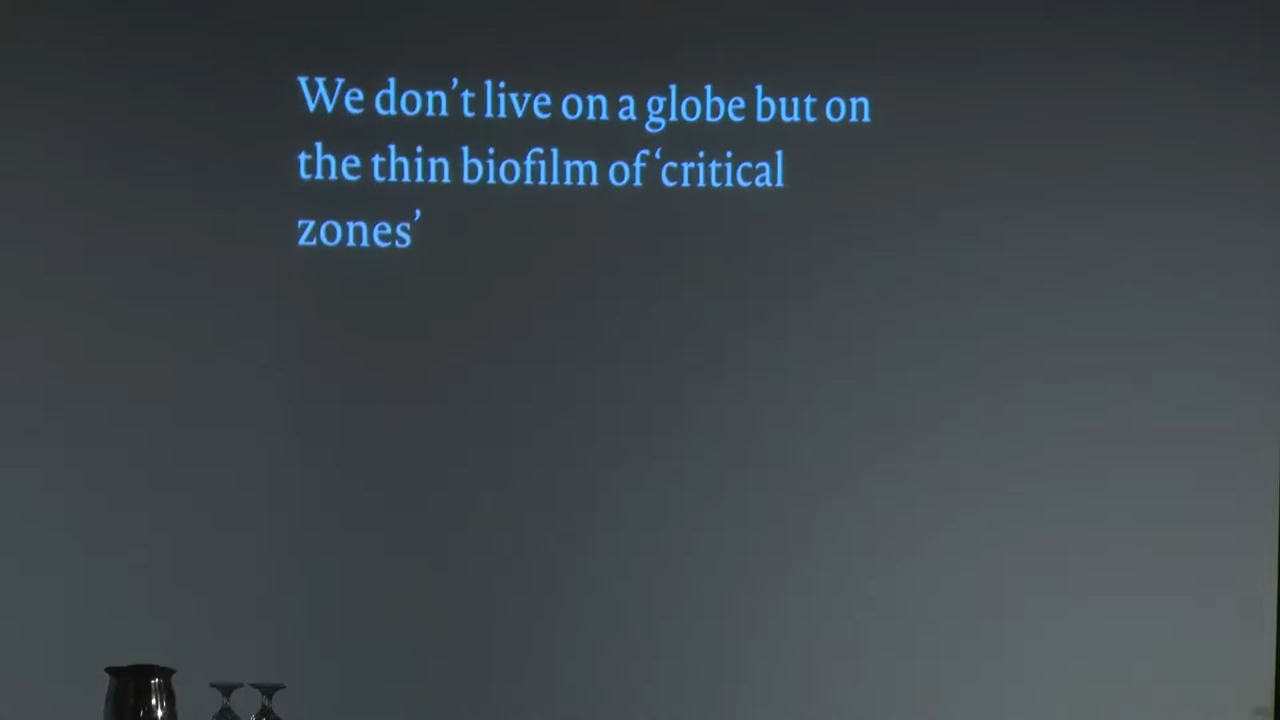 We don’t live on a globe but on
the thin biofilm of ‘critical
zones’